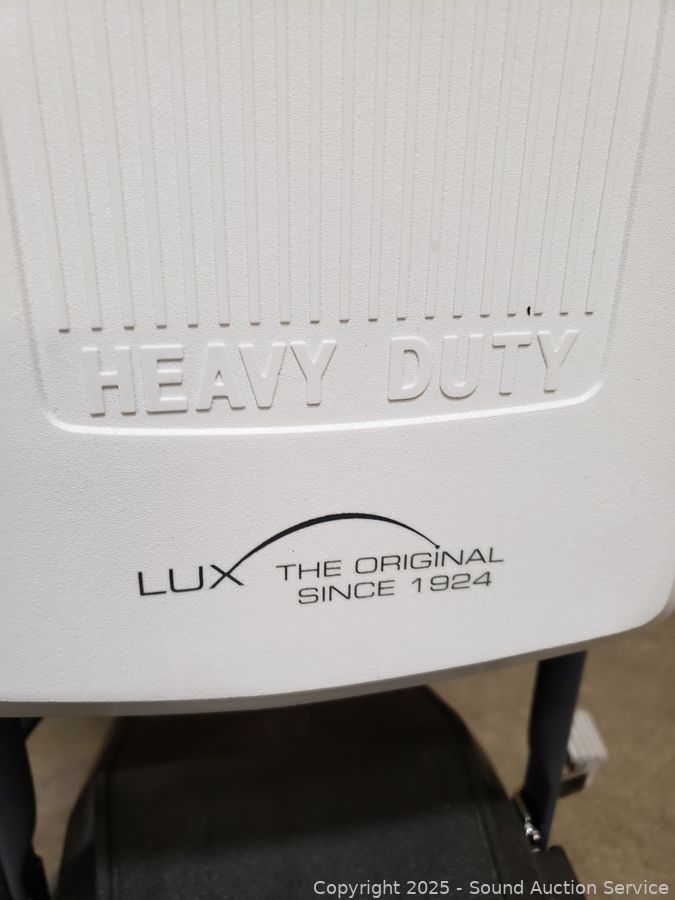 HEAVY DUTY
LUX THE ORIGINAL
SINCE 1924
Copyright 2025 - Sound Auction Service